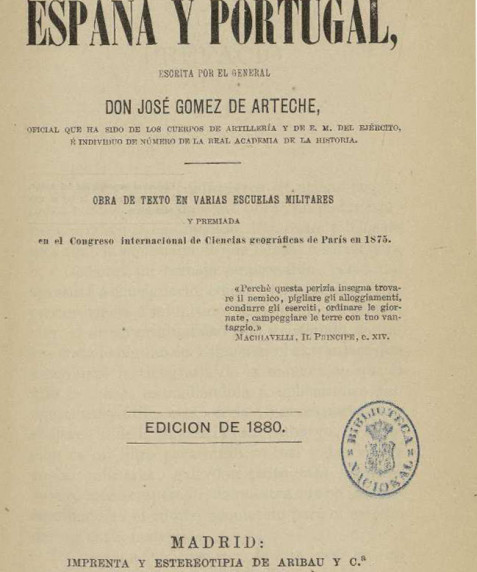 ESPAÑA Y PORTUGAL,
ESCRITA POR EL GENERAL
DON JOSÉ GOMEZ DE ARTECHE,
OFICIAL QUE HA SIDO DE LOS CUERPOS DE ARTILLERÍA Y DE E. M. DEL EJÉRCITO,
É INDIVIDUO DE NÚMERO DE LA REAL ACADEMIA DE LA HISTORIA.
OBRA DE TEXTO EN VARIAS ESCUELAS MILITARES
Y PREMIADA
en el Congreso internacional de Ciencias geográficas de París en 1875.
«Perchè questa perizia insegna trova-
re il nemico, pigliare gli alloggiamenti,
condurre gli eserciti, ordinare le gior-
nate, campeggiare le terre con tuo van-
taggio.»
MACHIAVELLI, IL PRINCIPE, c. XIV.
EDICION DE 1880.
BIBLIOTECA
NACIONAL
MADRID:
IMPRENTA Y ESTEREOTIPIA DE ARIBAU Y C.ª